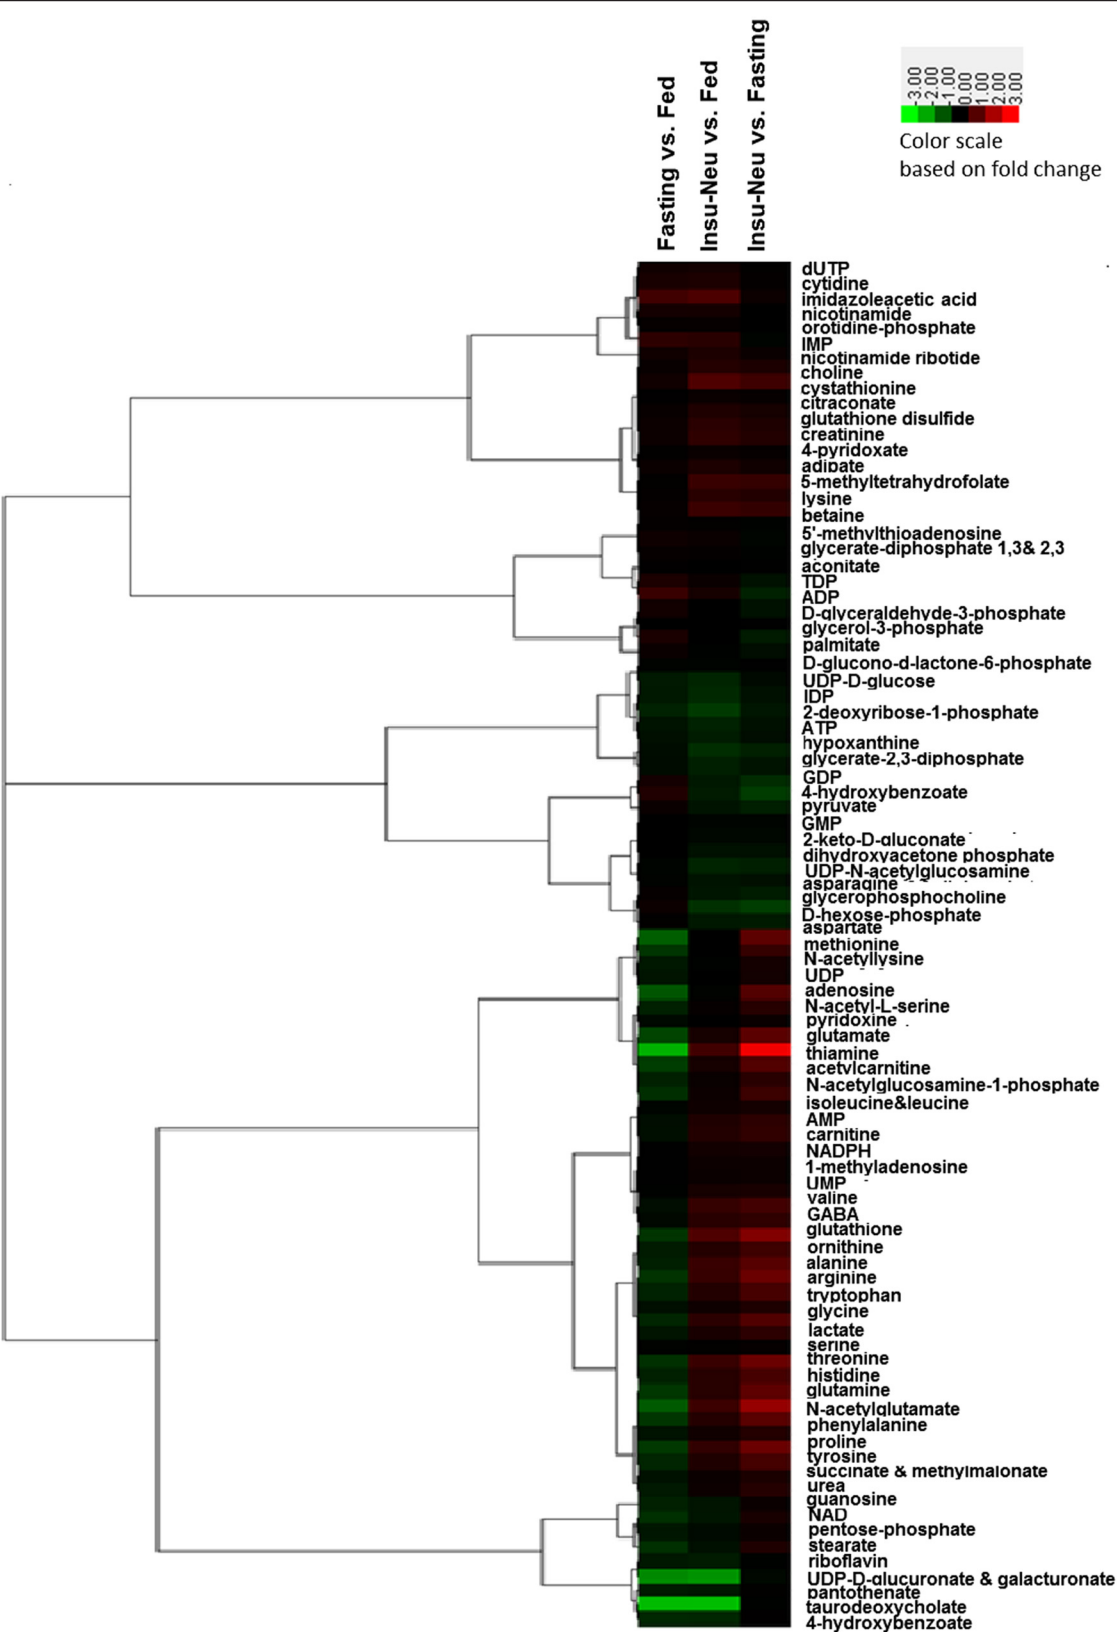 Fasting vs. Fed
Insu-Neu vs. Fed
Insu-Neu vs. Fasting
-3.00
-2.00
-1.00
0.00
1.00
2.00
3.00
Color scale
based on fold change
dUTP
cytidine
imidazoleacetic acid
nicotinamide
orotidine-phosphate
IMP
nicotinamide ribotide
choline
cystathionine
citraconate
glutathione disulfide
creatinine
4-pyridoxate
adipate
5-methyltetrahydrofolate
lysine
betaine
5'-methylthioadenosine
glycerate-diphosphate 1,3& 2,3
aconitate
TDP
ADP
D-glyceraldehyde-3-phosphate
glycerol-3-phosphate
palmitate
D-glucono-d-lactone-6-phosphate
UDP-D-glucose
IDP
2-deoxyribose-1-phosphate
ATP
hypoxanthine
glycerate-2,3-diphosphate
GDP
4-hydroxybenzoate
pyruvate
GMP
2-keto-D-gluconate
dihydroxyacetone phosphate
UDP-N-acetylglucosamine
asparagine
glycerophosphocholine
D-hexose-phosphate
aspartate
methionine
N-acetyllysine
UDP
adenosine
N-acetyl-L-serine
pyridoxine
glutamate
thiamine
acetylcarnitine
N-acetylglucosamine-1-phosphate
isoleucine&leucine
AMP
carnitine
NADPH
1-methyladenosine
UMP
valine
GABA
glutathione
ornithine
alanine
arginine
tryptophan
glycine
lactate
serine
threonine
histidine
glutamine
N-acetylglutamate
phenylalanine
proline
tyrosine
succinate & methylmalonate
urea
guanosine
NAD
pentose-phosphate
stearate
riboflavin
UDP-D-glucuronate & galacturonate
pantothenate
taurodeoxycholate
4-hydroxybenzoate